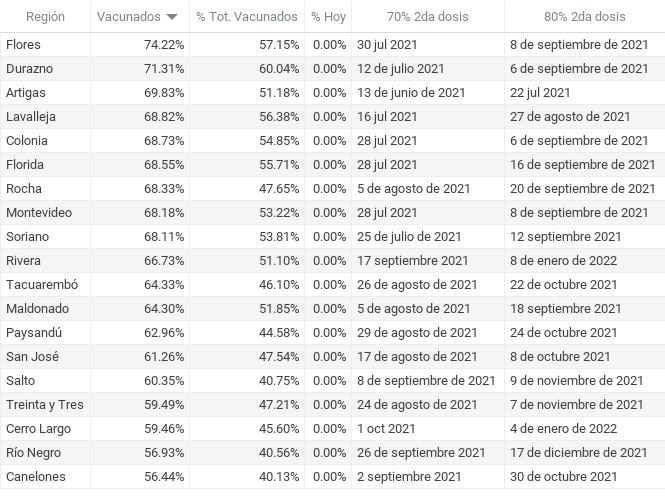 Región Vacunados % Tot. Vacunados % Hoy 70% 2da dosis 80% 2da dosis
Flores 74.22% 57.15% 0.00% 30 jul 2021 8 de septiembre de 2021
Durazno 71.31% 60.04% 0.00% 12 de julio 2021 6 de septiembre de 2021
Artigas 69.83% 51.18% 0.00% 13 de junio de 2021 22 jul 2021
Lavalleja 68.82% 56.38% 0.00% 16 jul 2021 27 de agosto de 2021
Colonia 68.73% 54.85% 0.00% 28 jul 2021 6 de septiembre de 2021
Florida 68.55% 55.71% 0.00% 28 jul 2021 16 de septiembre de 2021
Rocha 68.33% 47.65% 0.00% 5 de agosto de 2021 20 de septiembre de 2021
Montevideo 68.18% 53.22% 0.00% 28 jul 2021 8 de septiembre de 2021
Soriano 68.11% 53.81% 0.00% 25 de julio de 2021 12 septiembre 2021
Rivera 66.73% 51.10% 0.00% 17 septiembre 2021 8 de enero de 2022
Tacuarembó 64.33% 46.10% 0.00% 26 de agosto de 2021 22 de octubre 2021
Maldonado 64.30% 51.85% 0.00% 5 de agosto de 2021 18 septiembre 2021
Paysandú 62.96% 44.58% 0.00% 29 de agosto de 2021 24 de octubre 2021
San José 61.26% 47.54% 0.00% 17 de agosto de 2021 8 de octubre 2021
Salto 60.35% 40.75% 0.00% 8 de septiembre de 2021 9 de noviembre de 2021
Treinta y Tres 59.49% 47.21% 0.00% 24 de agosto de 2021 7 de noviembre de 2021
Cerro Largo 59.46% 45.60% 0.00% 1 oct 2021 4 de enero de 2022
Río Negro 56.93% 40.56% 0.00% 26 de septiembre de 2021 17 de diciembre de 2021
Canelones 56.44% 40.13% 0.00% 2 septiembre 2021 30 de octubre de 2021